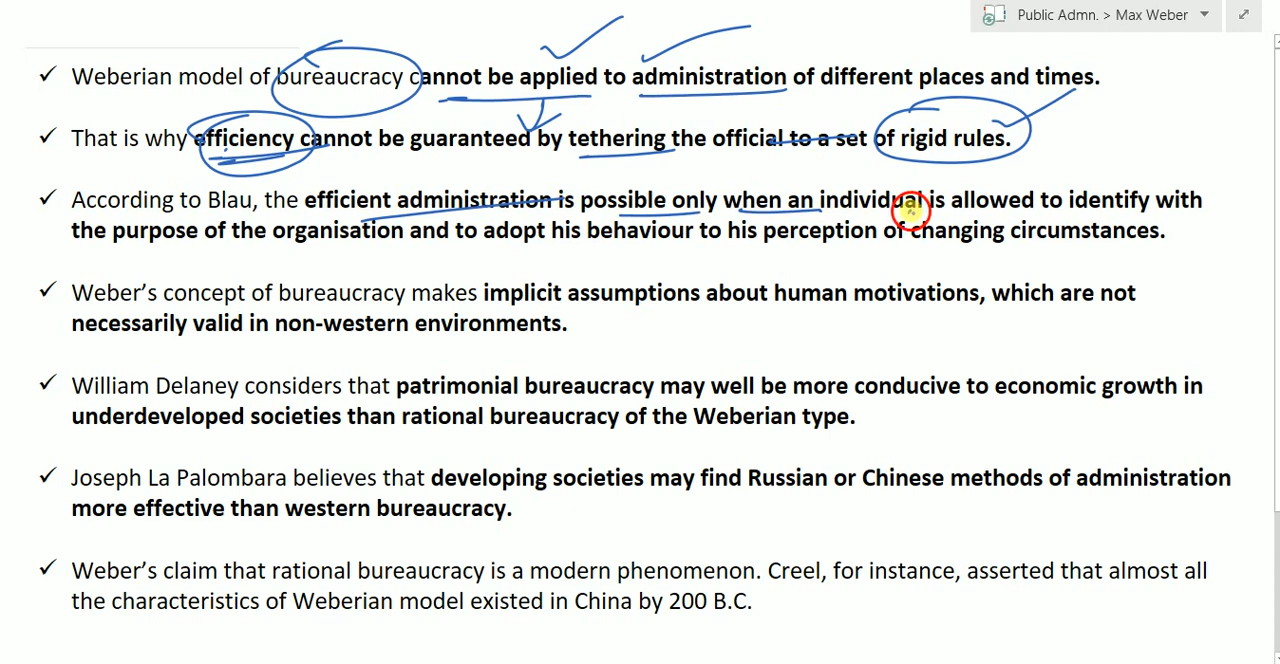 Public Admn. > Max Weber
✓ Weberian model of bureaucracy cannot be applied to administration of different places and times.
✓ That is why efficiency cannot be guaranteed by tethering the official to a set of rigid rules.
✓ According to Blau, the efficient administration is possible only when an individual is allowed to identify with
the purpose of the organisation and to adopt his behaviour to his perception of changing circumstances.
✓ Weber’s concept of bureaucracy makes implicit assumptions about human motivations, which are not
necessarily valid in non-western environments.
✓ William Delaney considers that patrimonial bureaucracy may well be more conducive to economic growth in
underdeveloped societies than rational bureaucracy of the Weberian type.
✓ Joseph La Palombara believes that developing societies may find Russian or Chinese methods of administration
more effective than western bureaucracy.
✓ Weber’s claim that rational bureaucracy is a modern phenomenon. Creel, for instance, asserted that almost all
the characteristics of Weberian model existed in China by 200 B.C.